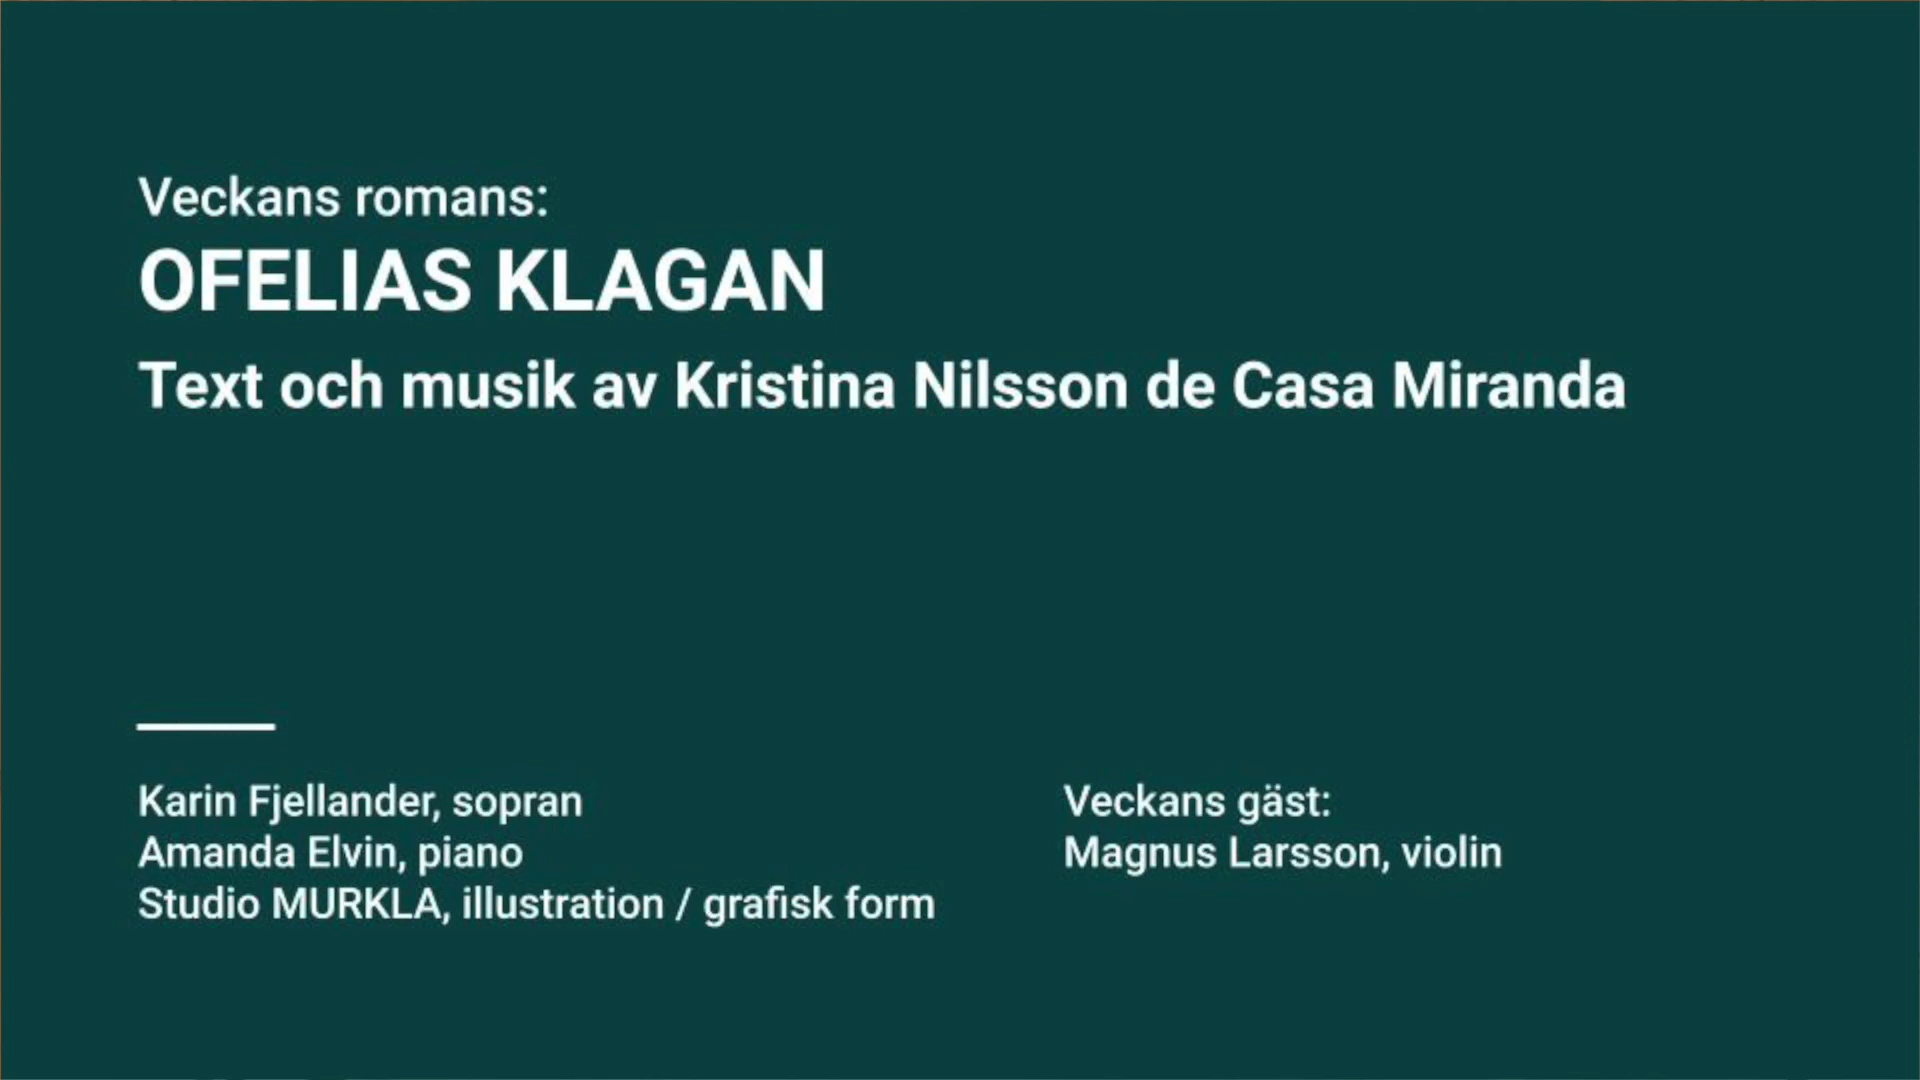 Veckans romans:
OFELIAS KLAGAN
Text och musik av Kristina Nilsson de Casa Miranda
Karin Fjellander, sopran
Amanda Elvin, piano
Studio MURKLA, illustration / grafisk form
Veckans gäst:
Magnus Larsson, violin